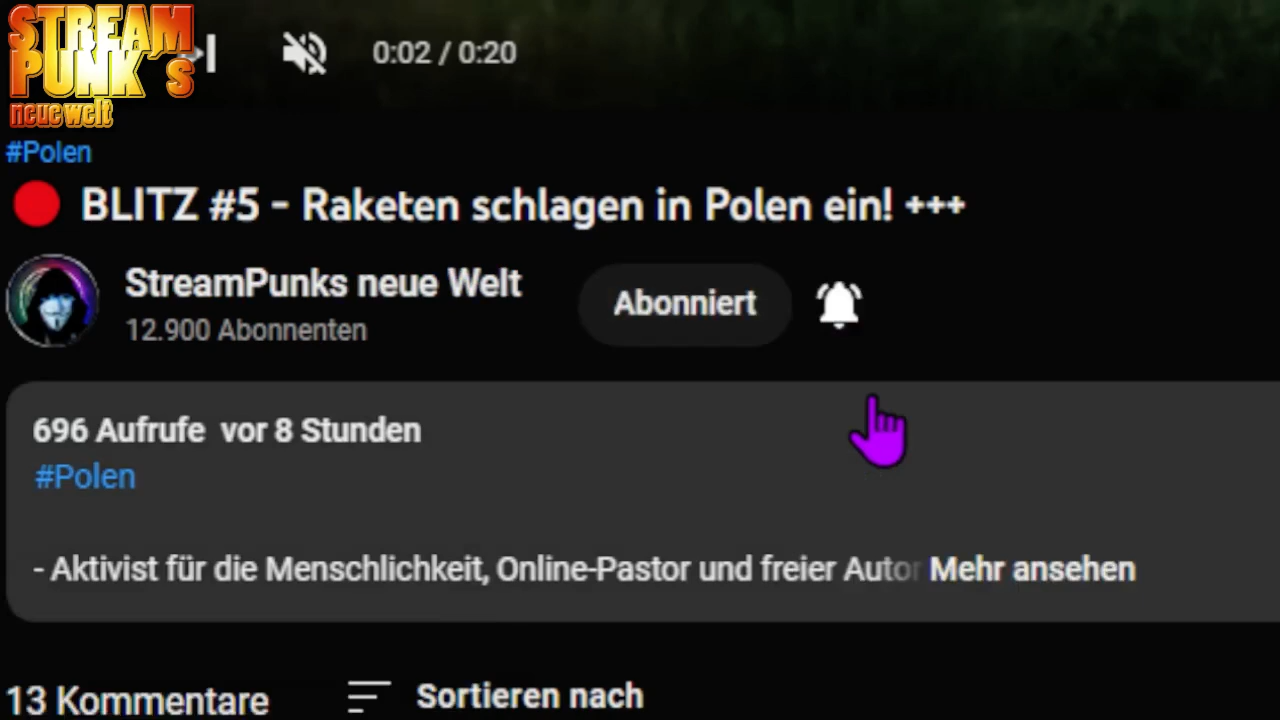 STREAM
PUNK´s
neue welt
0:02 / 0:20
#Polen
BLITZ #5 - Raketen schlagen in Polen ein! +++
StreamPunks neue Welt
12.900 Abonnenten
Abonniert
696 Aufrufe vor 8 Stunden
#Polen
- Aktivist für die Menschlichkeit, Online-Pastor und freier Autor Mehr ansehen
13 Kommentare
Sortieren nach